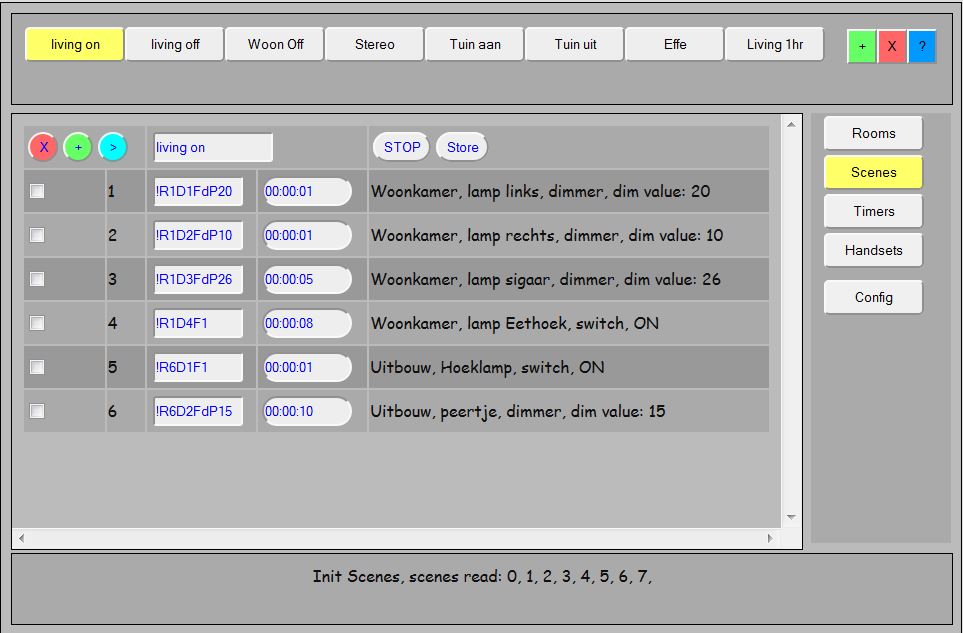 living on living off Woon Off Stereo Tuin aan Tuin uit Effe Living 1hr + X ?
X + > living on STOP Store
1 !R1D1FdP20 00:00:01 Woonkamer, lamp links, dimmer, dim value: 20
2 !R1D2FdP10 00:00:01 Woonkamer, lamp rechts, dimmer, dim value: 10
3 !R1D3FdP26 00:00:05 Woonkamer, lamp sigaar, dimmer, dim value: 26
4 !R1D4F1 00:00:08 Woonkamer, lamp Eethoek, switch, ON
5 !R6D1F1 00:00:01 Uitbouw, Hoeklamp, switch, ON
6 !R6D2FdP15 00:00:10 Uitbouw, peertje, dimmer, dim value: 15
Rooms
Scenes
Timers
Handsets
Config
Init Scenes, scenes read: 0, 1, 2, 3, 4, 5, 6, 7,